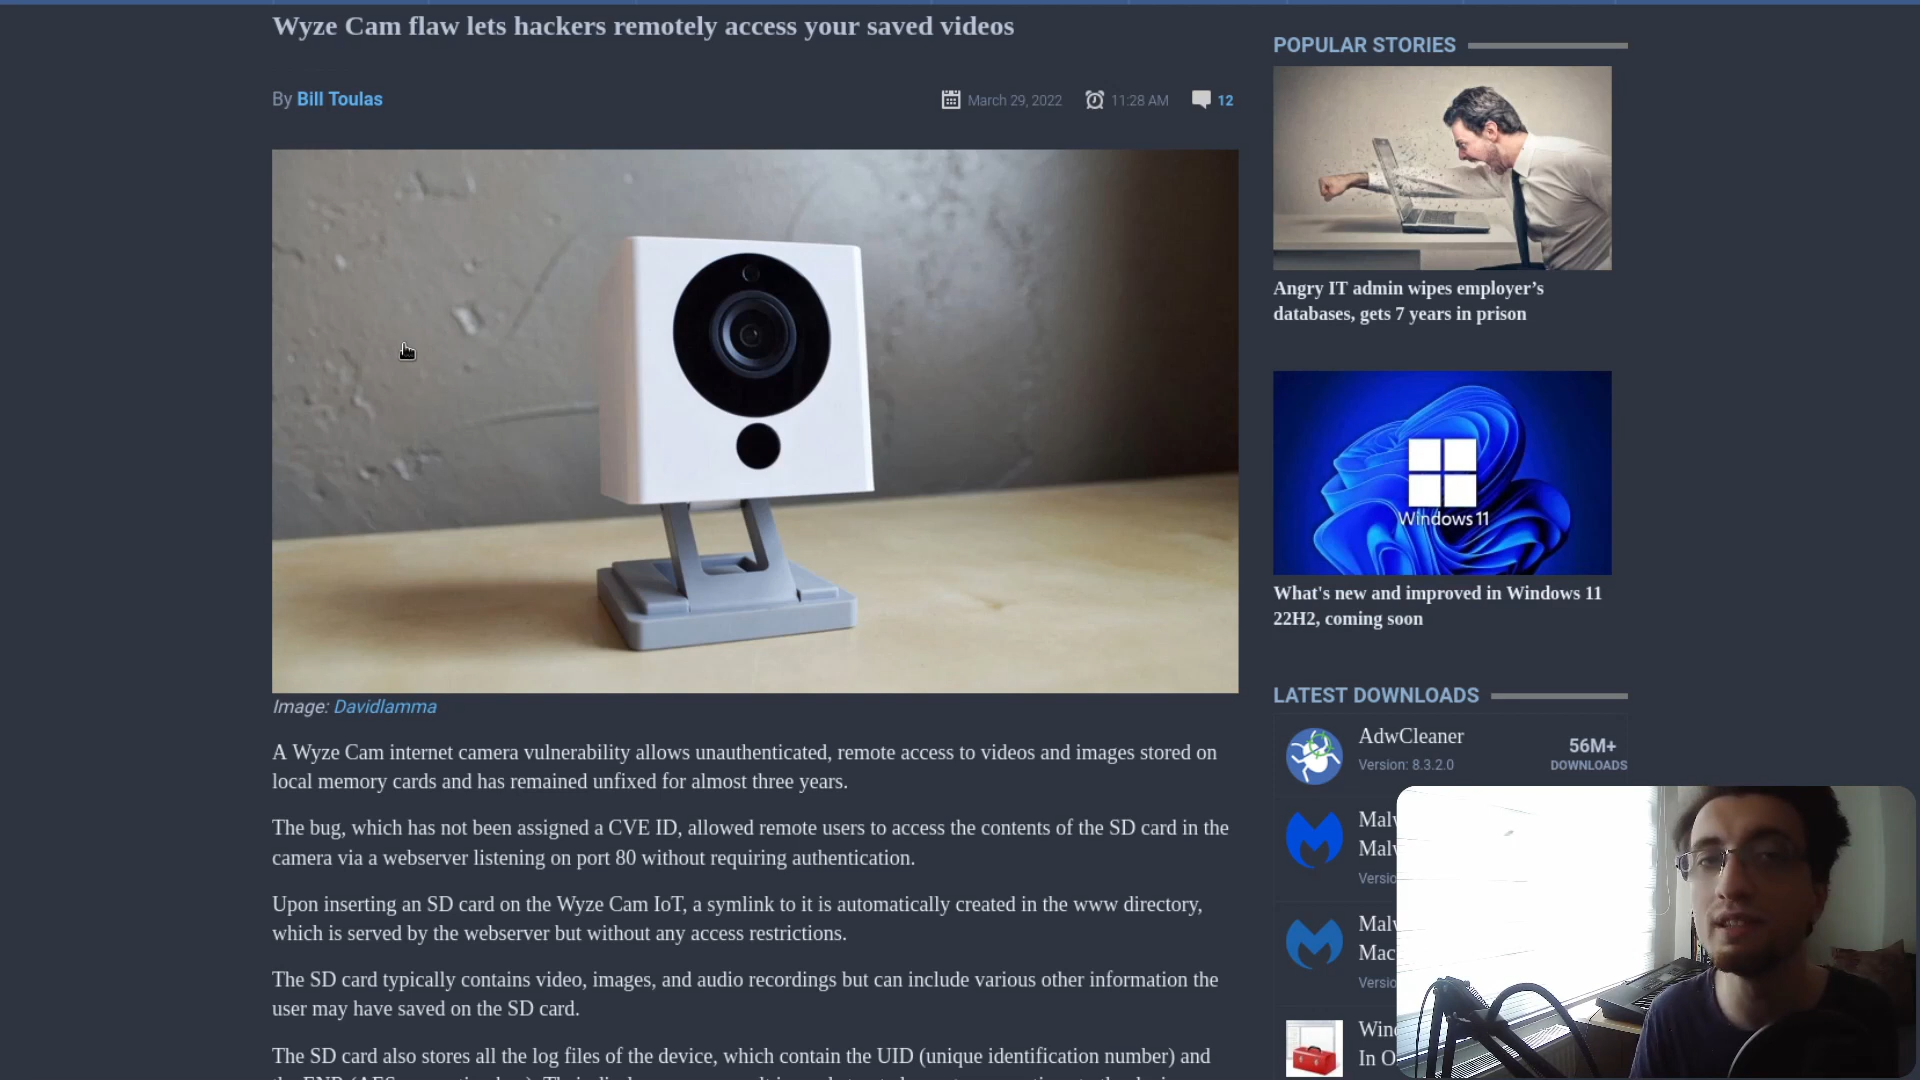 Wyze Cam flaw lets hackers remotely access your saved videos
By Bill Toulas
March 29, 2022
11:28 AM
12
Image: Davidlamma
A Wyze Cam internet camera vulnerability allows unauthenticated, remote access to videos and images stored on
local memory cards and has remained unfixed for almost three years.
The bug, which has not been assigned a CVE ID, allowed remote users to access the contents of the SD card in the
camera via a webserver listening on port 80 without requiring authentication.
Upon inserting an SD card on the Wyze Cam IoT, a symlink to it is automatically created in the www directory,
which is served by the webserver but without any access restrictions.
The SD card typically contains video, images, and audio recordings but can include various other information the
user may have saved on the SD card.
The SD card also stores all the log files of the device, which contain the UID (unique identification number) and
POPULAR STORIES
Angry IT admin wipes employer’s
databases, gets 7 years in prison
Windows 11
What's new and improved in Windows 11
22H2, coming soon
LATEST DOWNLOADS
AdwCleaner
Version: 8.3.2.0
56M+
DOWNLOADS
Malw
Malw
Versio
Malw
Mac
Versio
Wind
In O